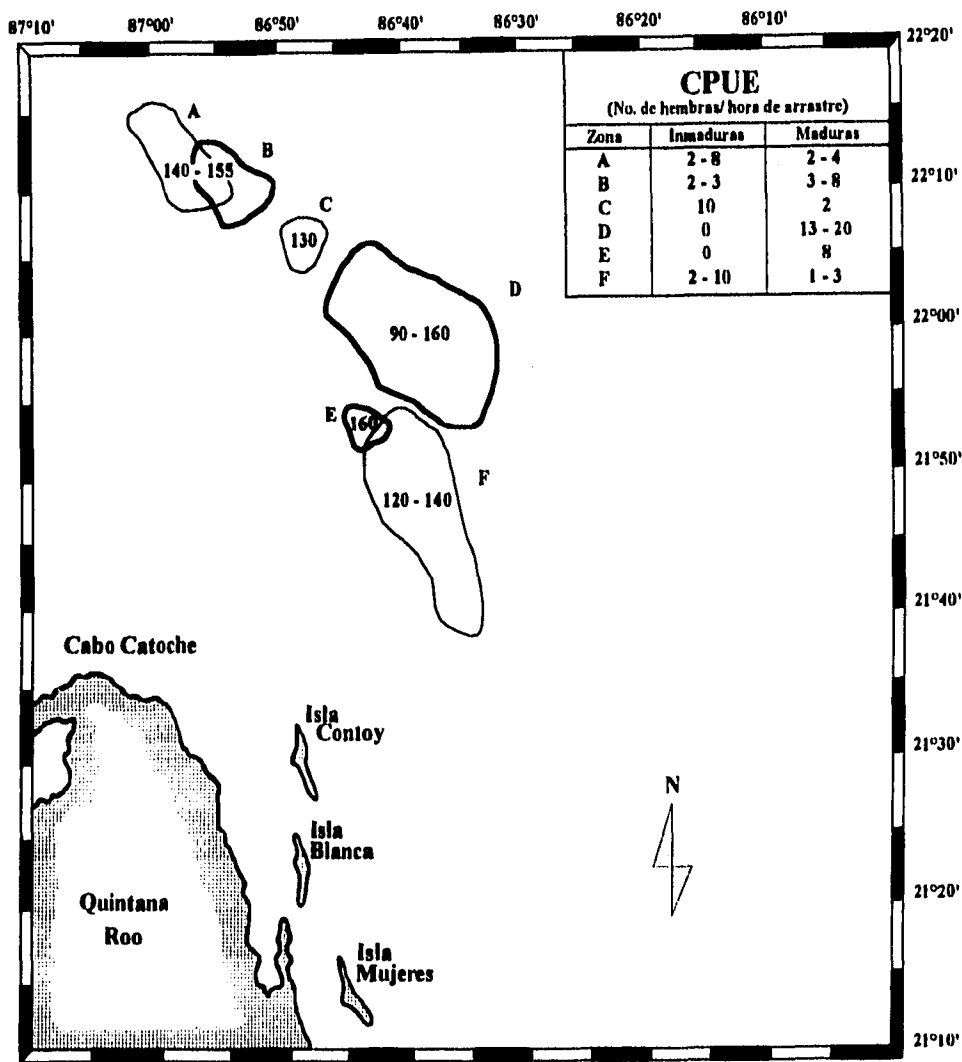 87°10' 87°00' 86°50' 86°40' 86°30' 86°20' 86°10'
22°20'
CPUE
(No. de hembras/ hora de arrastre)
Zona Inmaduras Maduras
A 2 - 8 2 - 4
B 2 - 3 3 - 8
C 10 2
D 0 13 - 20
E 0 8
F 2 - 10 1 - 3
A
B
140 - 155
22°10'
C
130
D
22°00'
90 - 160
E
160
21°50'
F
120 - 140
21°40'
Cabo Catoche
Isla
Contoy
21°30'
N
Isla
Blanca
21°20'
Quintana
Roo
Isla
Mujeres
21°10'